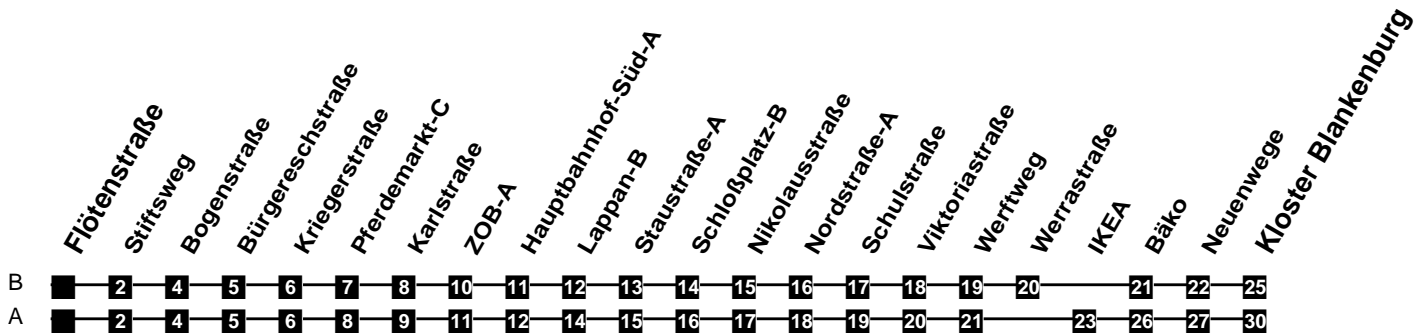 Flötenstraße
Stiftsweg
Bogenstraße
Bürgereschstraße
Kriegerstraße
Pferdemarkt-C
Karlstraße
ZOB-A
Hauptbahnhof-Süd-A
Lappan-B
Staustraße-A
Schloßplatz-B
Nikolausstraße
Nordstraße-A
Schulstraße
Viktoriastraße
Werftweg
Werrastraße
IKEA
Bäko
Neuenwege
Kloster Blankenburg
B 2 4 5 6 7 8 10 11 12 13 14 15 16 17 18 19 20 21 22 25
A 2 4 5 6 8 9 11 12 14 15 16 17 18 19 20 21 23 26 27 30